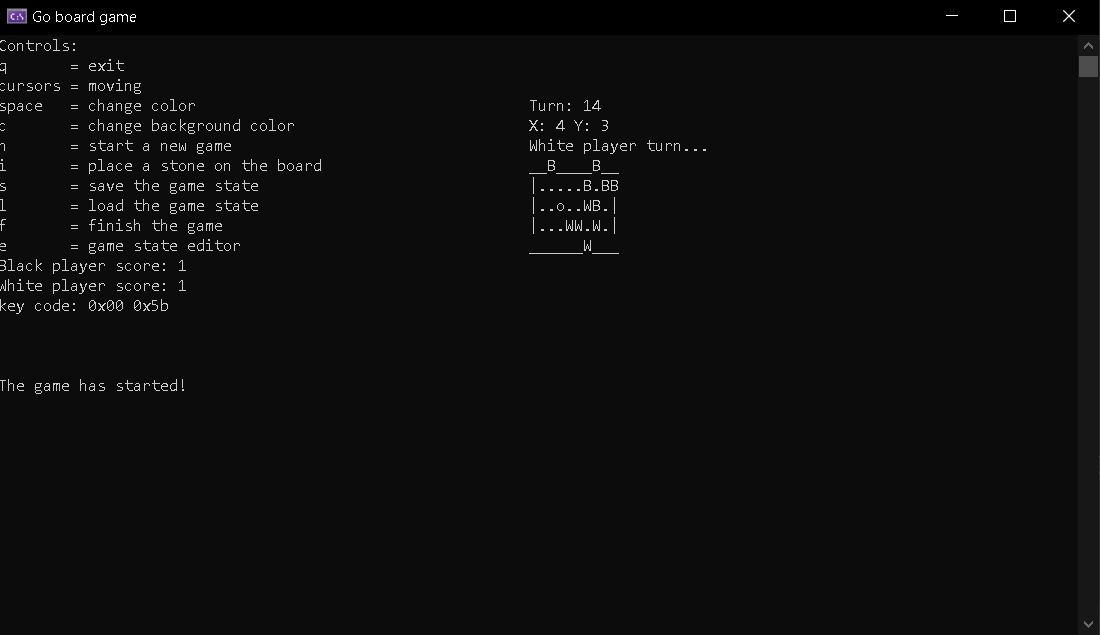 Go board game
Controls:
q = exit
cursors = moving
space = change color
c = change background color
n = start a new game
i = place a stone on the board
s = save the game state
l = load the game state
f = finish the game
e = game state editor
Black player score: 1
White player score: 1
key code: 0x00 0x5b
The game has started!
Turn: 14
X: 4 Y: 3
White player turn...
__B____B__
|.....B.BB
|..o..WB.|
|...WW.W.|
______W___